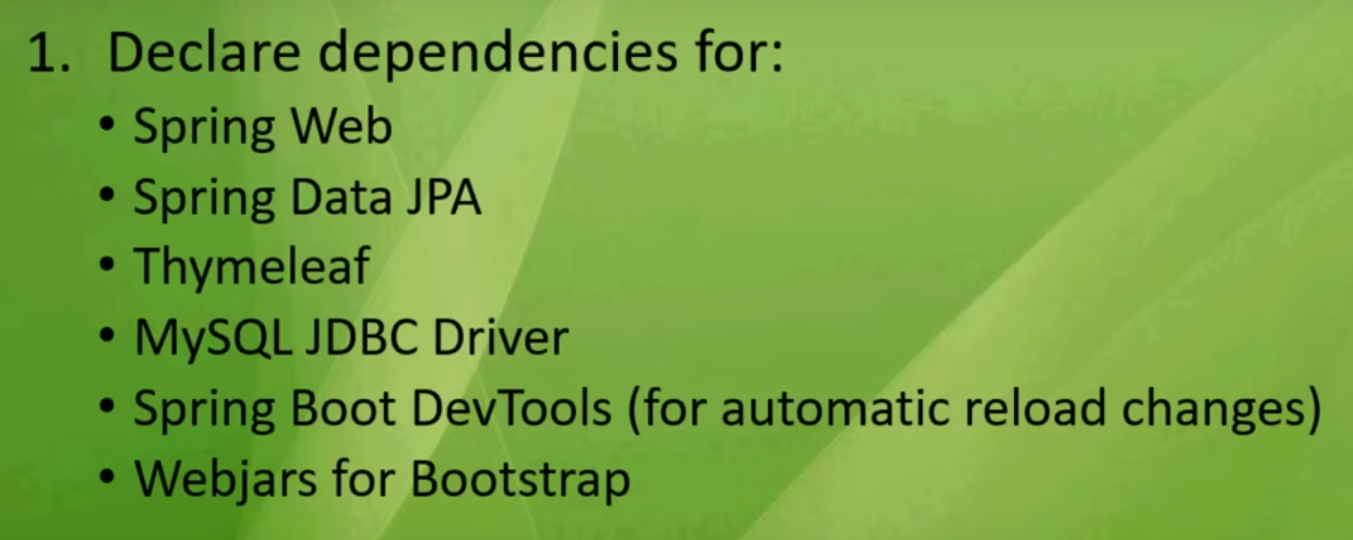 1. Declare dependencies for:
• Spring Web
• Spring Data JPA
• Thymeleaf
• MySQL JDBC Driver
• Spring Boot DevTools (for automatic reload changes)
• Webjars for Bootstrap